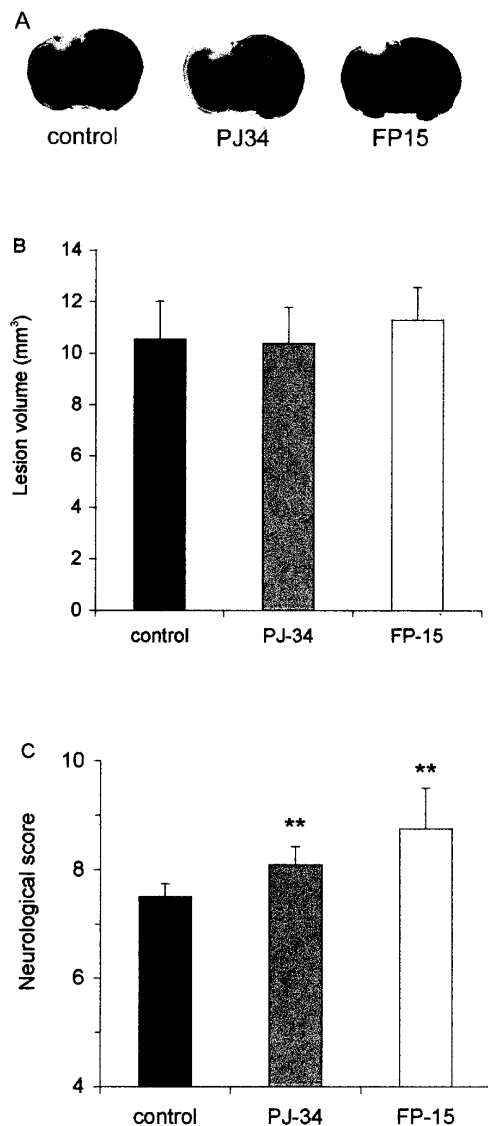 A
control PJ34 FP15
B
Lesion volume (mm³)
14
12
10
8
6
4
2
0
control PJ-34 FP-15
C
Neurological score
10
8
6
4
**
**
control PJ-34 FP-15